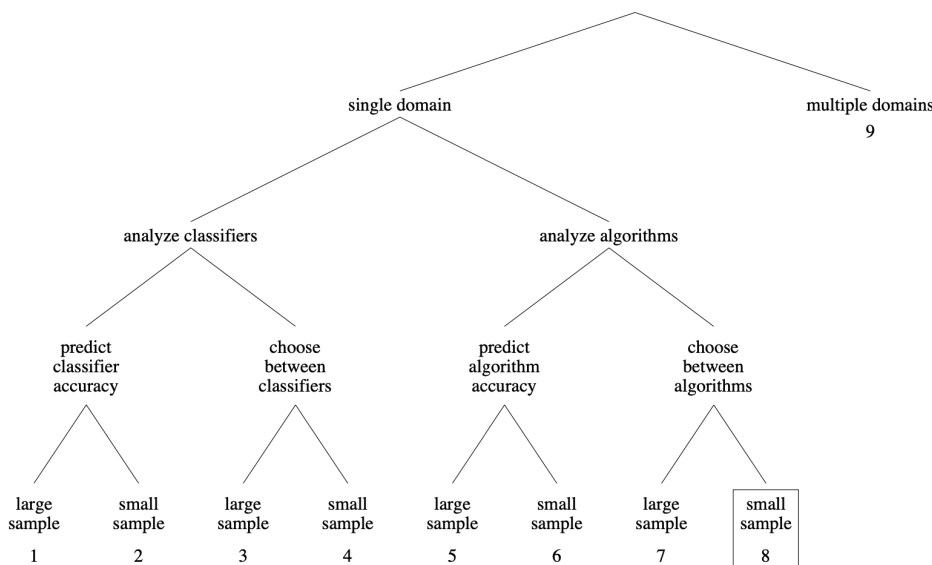 single domain
multiple domains
9
analyze classifiers
analyze algorithms
predict
classifier
accuracy
choose
between
classifiers
predict
algorithm
accuracy
choose
between
algorithms
large
sample
1
small
sample
2
large
sample
3
small
sample
4
large
sample
5
small
sample
6
large
sample
7
small
sample
8